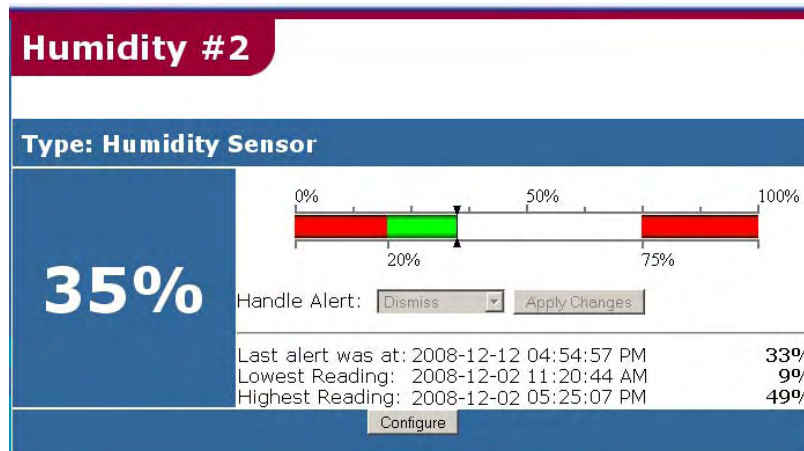 Humidity #2
Type: Humidity Sensor
0% 50% 100%
20% 75%
35%
Handle Alert: Dismiss Apply Changes
Last alert was at: 2008-12-12 04:54:57 PM 33%
Lowest Reading: 2008-12-02 11:20:44 AM 9%
Highest Reading: 2008-12-02 05:25:07 PM 49%
Configure